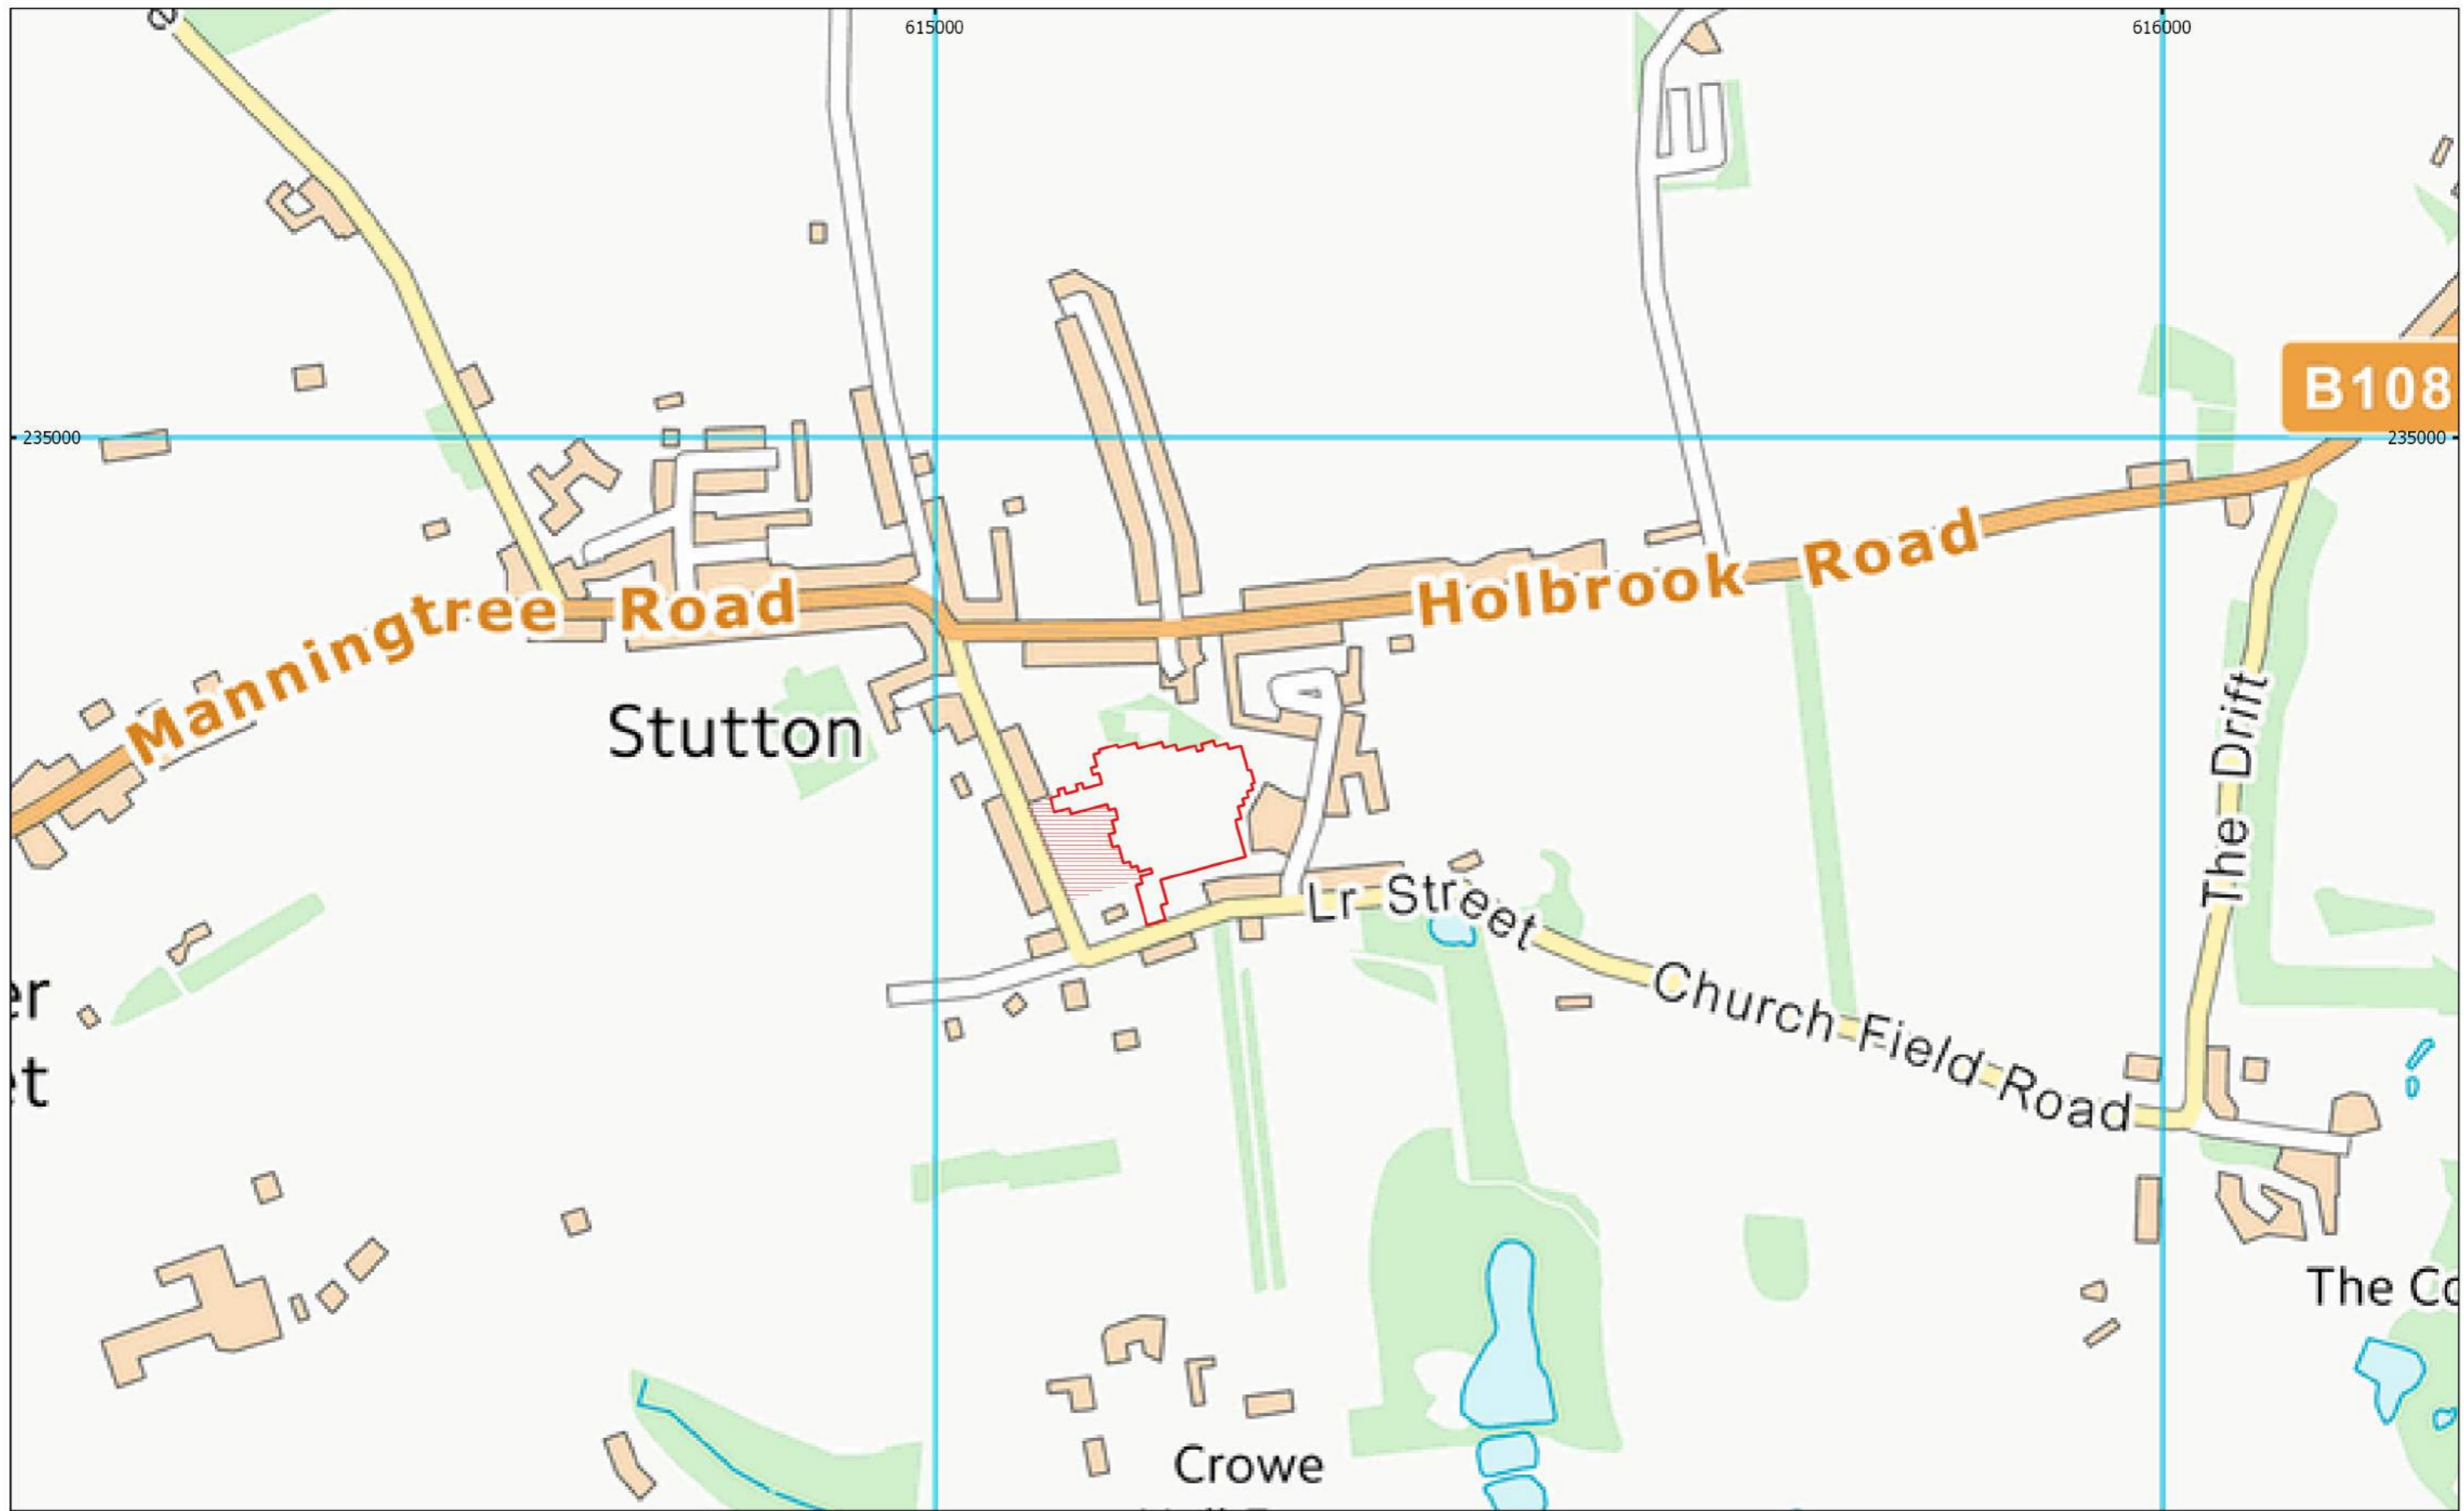 615000
616000
B108
235000
235000
Manningtree Road
Holbrook Road
Stutton
The Drift
Lr Street
Church Field Road
er
et
The Co
Crowe